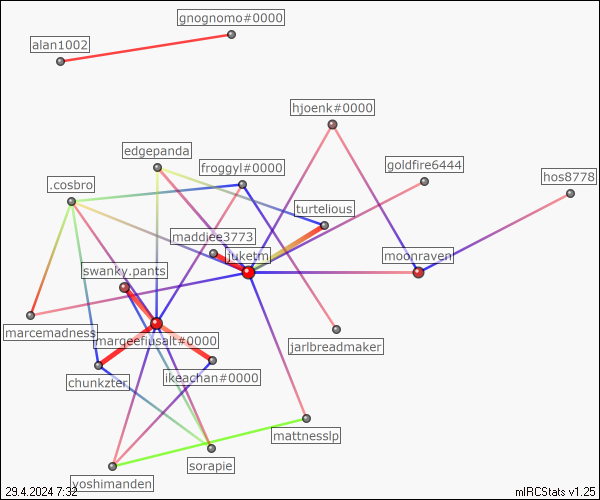 gnognomo#0000
alan1002
hjoenk#0000
edgepanda
froggyl#0000
goldfire6444
hos8778
.cosbro
turtelious
maddiee3773
juketm
moonraven
swanky.pants
marcemadness
marqeefiusalt#0000
jarlbreadmaker
chunkzter
ikeachan#0000
mattnesslp
sorapie
yoshimanden
29.4.2024 7:32
mIRCStats v1.25